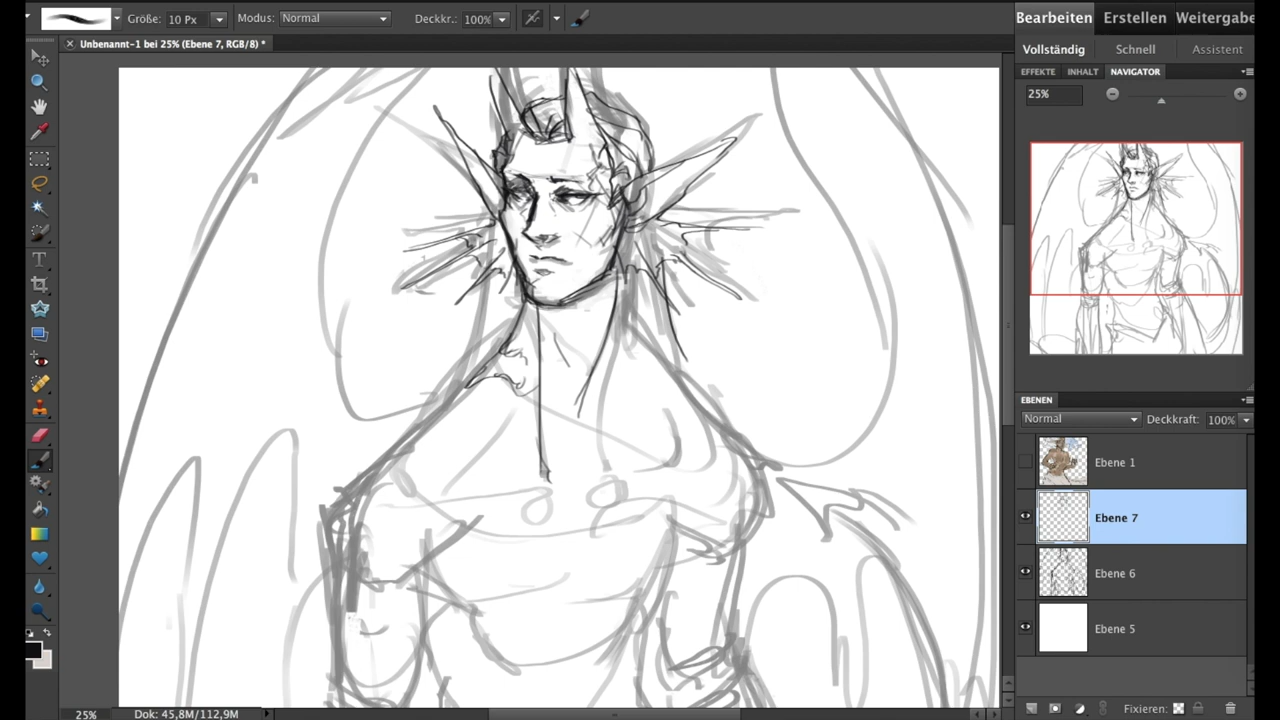 Größe: 10 Px Modus: Normal Deckkr.: 100%
Bearbeiten Erstellen Weitergabe
Unbenannt-1 bei 25% (Ebene 7, RGB/8) *
Vollständig Schnell Assistent
EFFEKTE INHALT NAVIGATOR
25%
EBENEN
Normal Deckkraft: 100%
Ebene 1
Ebene 7
Ebene 6
Ebene 5
25% Dok: 45,8M/112,9M Fixieren: